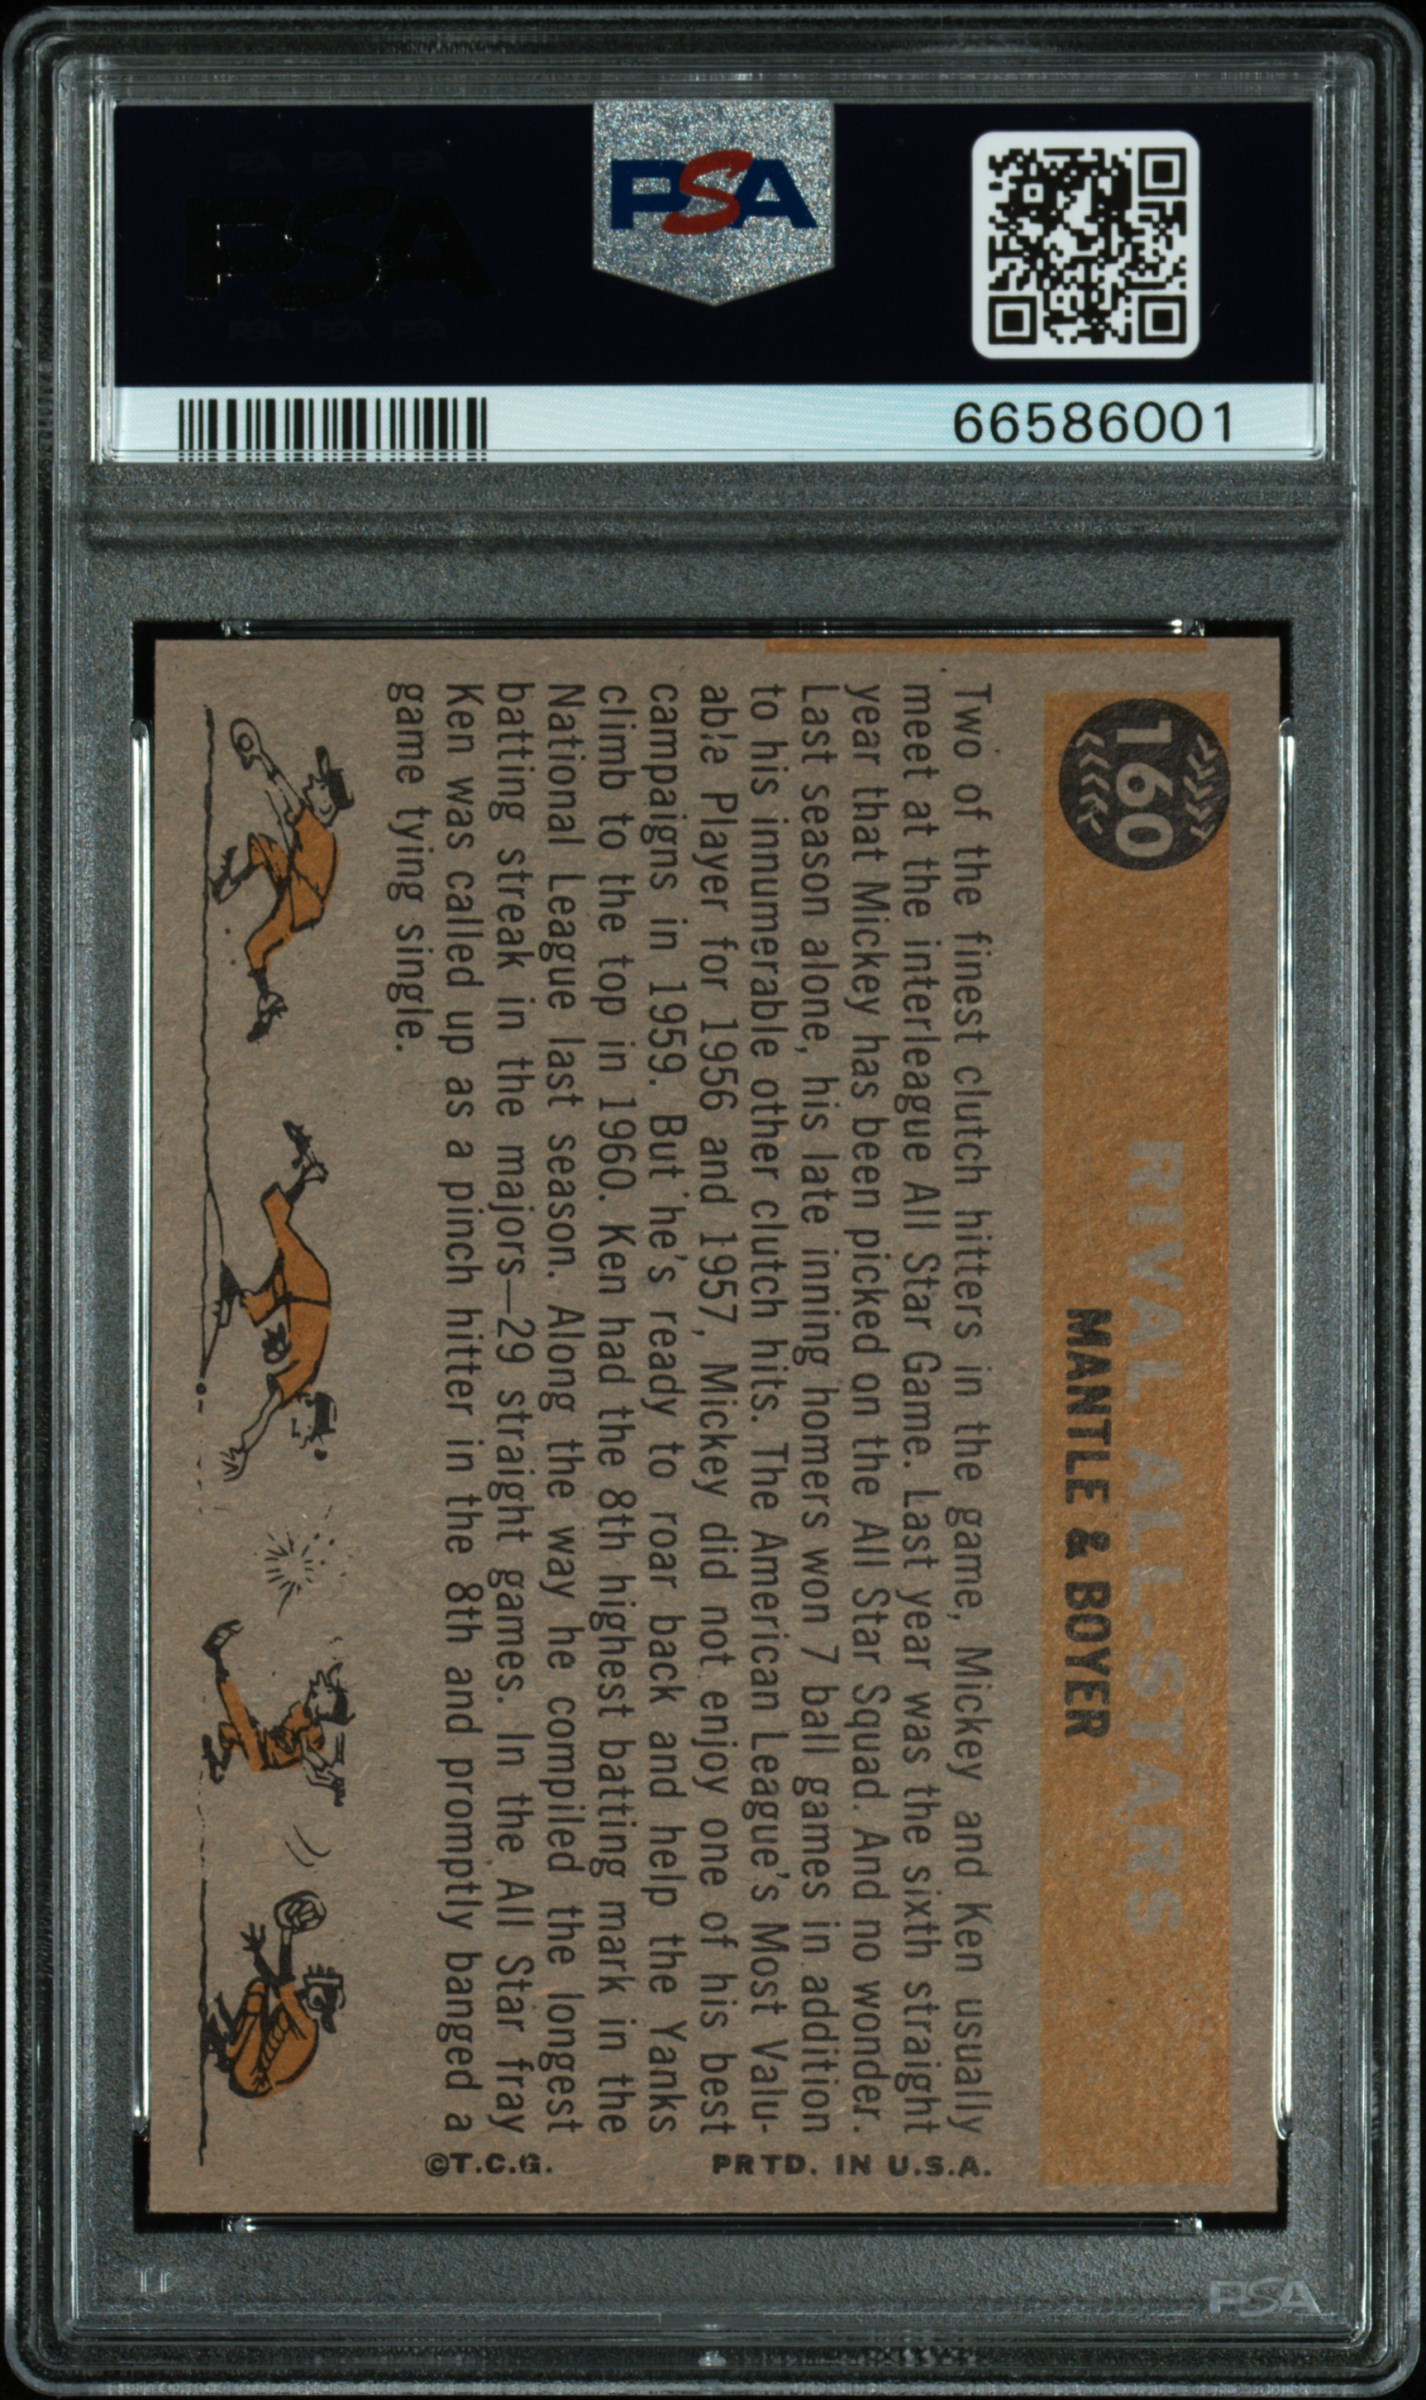 PSA PSA PSA
PSA
PSA PSA PSA
PSA
66586001
160
RIVAL ALL-STARS
MANTLE & BOYER
Two of the finest clutch hitters in the game, Mickey and Ken usually
meet at the interleague All Star Game. Last year was the sixth straight
year that Mickey has been picked on the All Star Squad. And no wonder.
Last season alone, his late inning homers won 7 ball games in addition
to his innumerable other clutch hits. The American League's Most Valu-
able Player for 1956 and 1957, Mickey did not enjoy one of his best
campaigns in 1959. But he's ready to roar back and help the Yanks
climb to the top in 1960. Ken had the 8th highest batting mark in the
National League last season. Along the way he compiled the longest
batting streak in the majors—29 straight games. In the All Star fray
Ken was called up as a pinch hitter in the 8th and promptly banged a
game tying single.
©T.C.G.
PRTD. IN U.S.A.
PSA